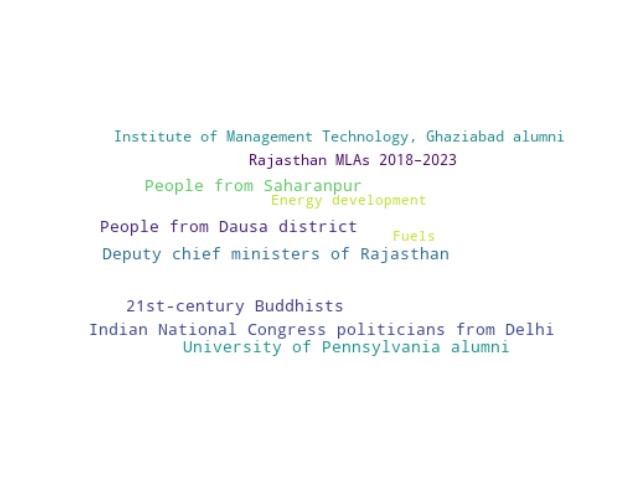 Institute of Management Technology, Ghaziabad alumni
Rajasthan MLAs 2018–2023
People from Saharanpur
Energy development
People from Dausa district
Fuels
Deputy chief ministers of Rajasthan
21st-century Buddhists
Indian National Congress politicians from Delhi
University of Pennsylvania alumni